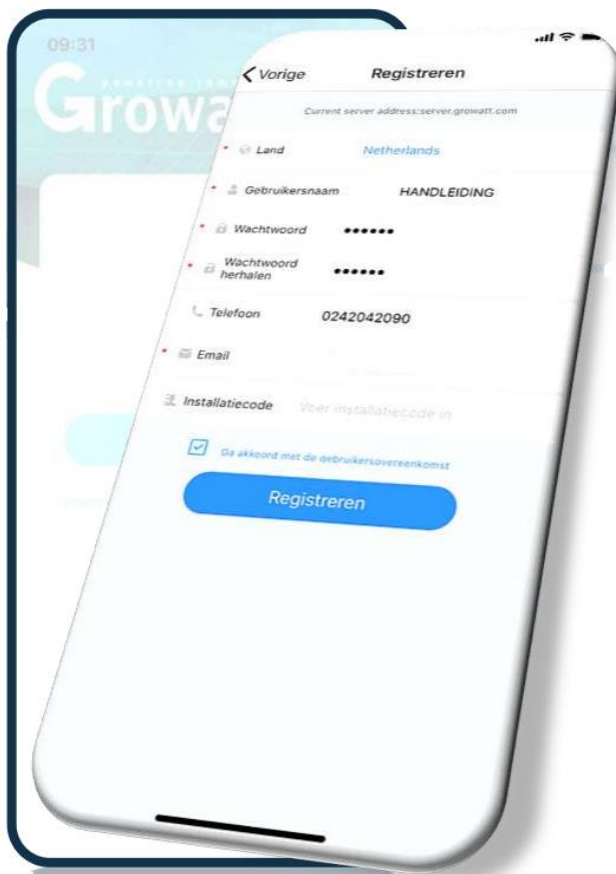 09:31
Growa
Vorige
Registreren
Current server address:server.growatt.com
* Land
Netherlands
* Gebruikersnaam
HANDLEIDING
* Wachtwoord
••••••
* Wachtwoord
herhalen
••••••
Telefoon
0242042090
* Email
Installatiecode
Voer installatiecode in
Ga akkoord met de gebruikersovereenkomst
Registreren